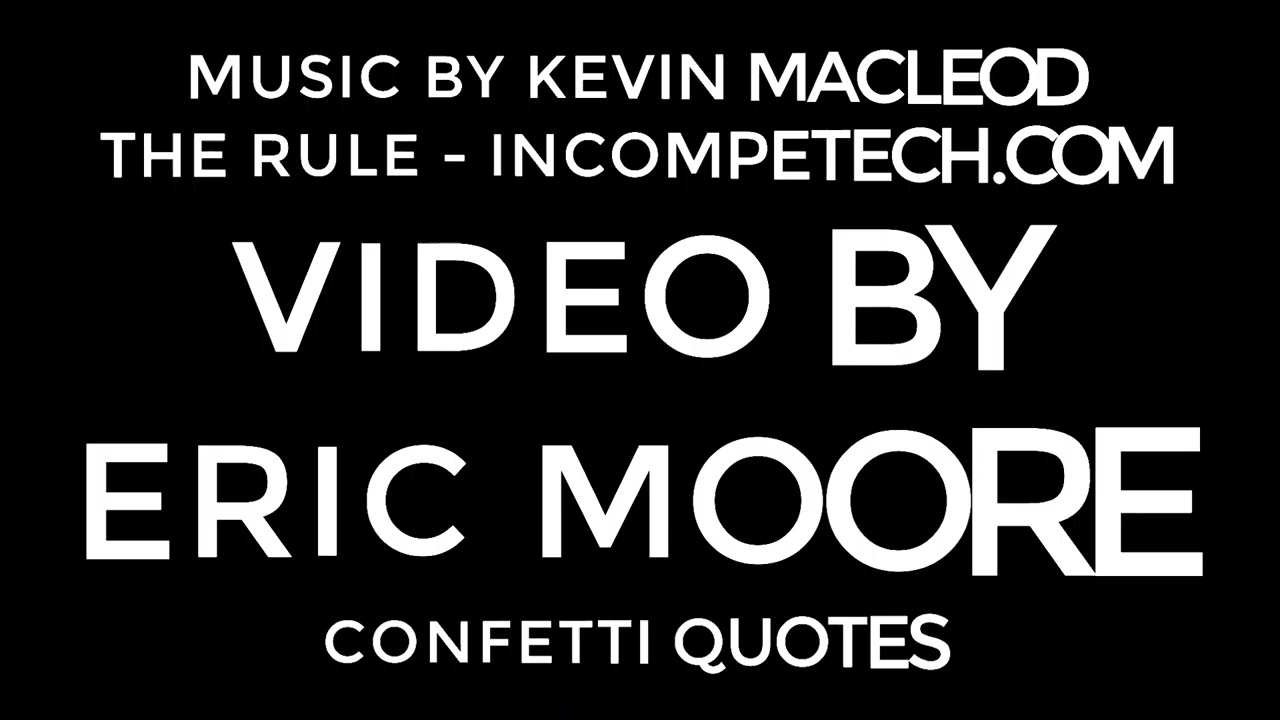 MUSIC BY KEVIN MACLEOD
THE RULE - INCOMPETECH.COM
VIDEO BY
ERIC MOORE
CONFETTI QUOTES